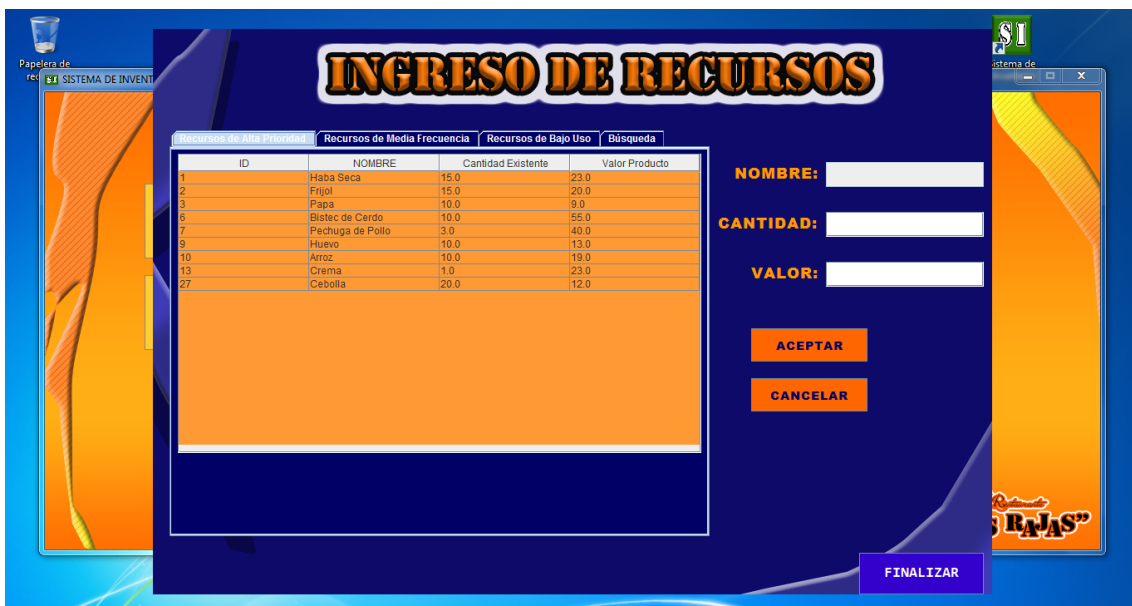 Papelera de
rec
SI SISTEMA DE INVENT
SI
istema de
INGRESO DE RECURSOS
Recursos de Alta Prioridad Recursos de Media Frecuencia Recursos de Bajo Uso Búsqueda
ID NOMBRE Cantidad Existente Valor Producto
1 Haba Seca 15.0 23.0
2 Frijol 15.0 20.0
3 Papa 10.0 9.0
6 Bistec de Cerdo 10.0 55.0
7 Pechuga de Pollo 3.0 40.0
9 Huevo 10.0 13.0
10 Arroz 10.0 19.0
13 Crema 1.0 23.0
27 Cebolla 20.0 12.0
NOMBRE:
CANTIDAD:
VALOR:
ACEPTAR
CANCELAR
Restaurante
S RAJAS”
FINALIZAR